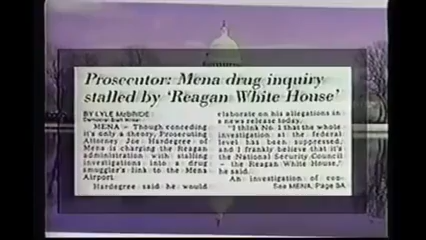 Prosecutor: Mena drug inquiry
stalled by 'Reagan White House'
BY LYLE McBRIDE
Democrat Staff Writer
MENA — Though conceding
it's only a theory, Prosecuting
Attorney Joe Hardegree of
Mena is charging the Reagan
administration with stalling
investigations into a drug
smuggler's link to the Mena
Airport.
Hardegree said he would
elaborate on his allegations in
a news release today.
"I think No. 1 that the whole
investigation at the federal
level has been suppressed,
and I frankly believe that it's
the National Security Council
— the Reagan White House,"
he said.
An investigation of con-
See MENA, Page 9A